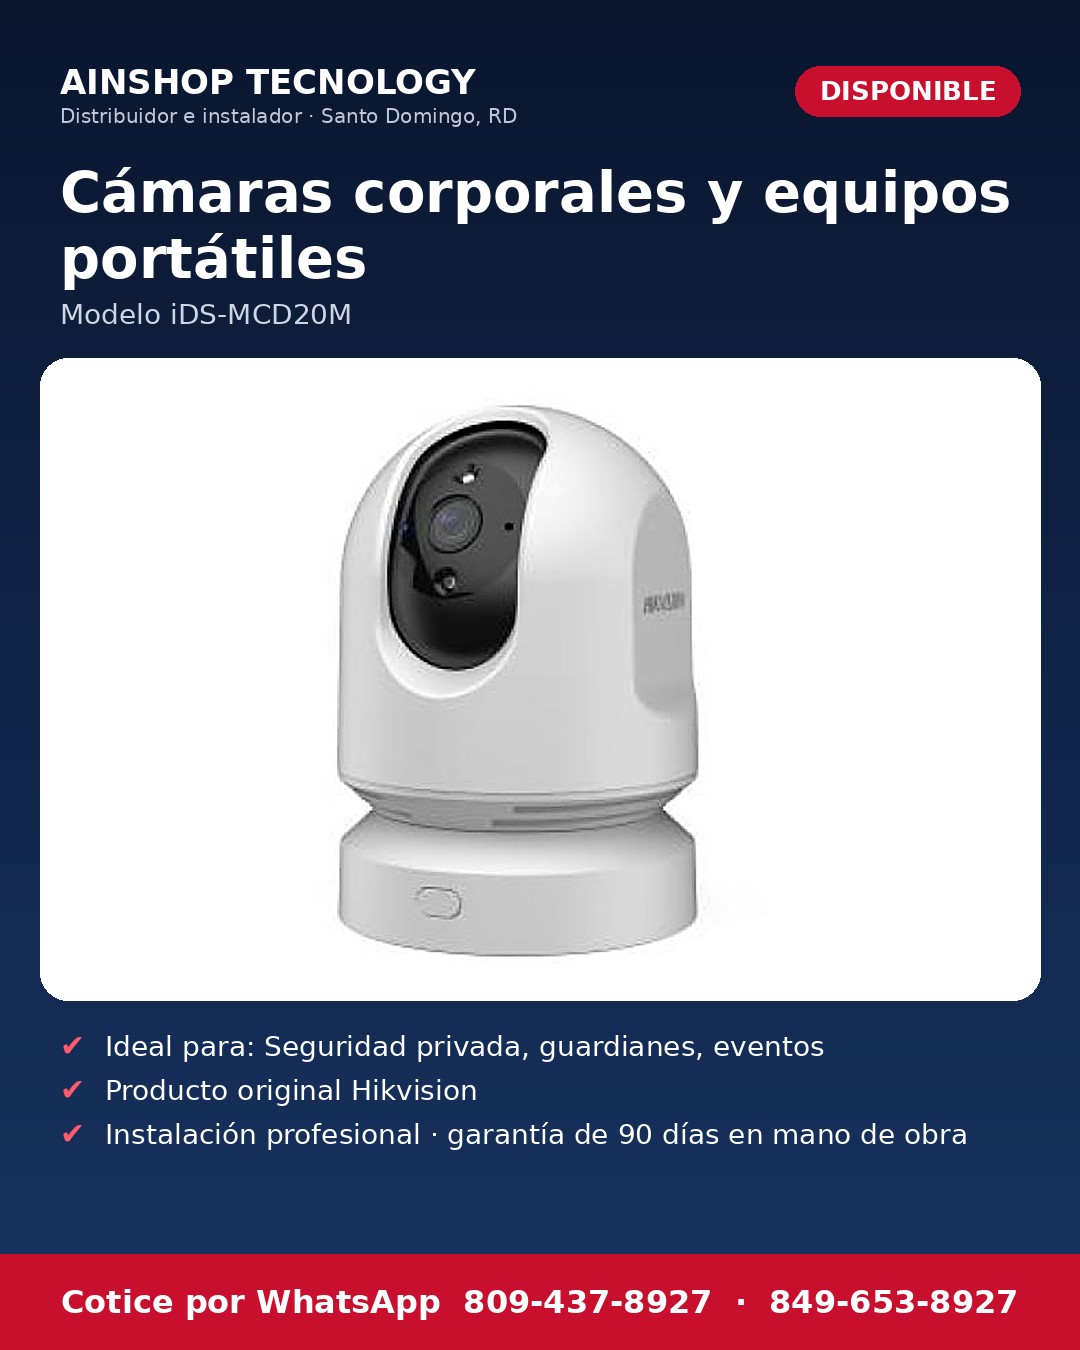 AINSHOP TECNOLOGY
Distribuidor e instalador · Santo Domingo, RD
DISPONIBLE
Cámaras corporales y equipos
portátiles
Modelo iDS-MCD20M
HIKVISION
✔ Ideal para: Seguridad privada, guardianes, eventos
✔ Producto original Hikvision
✔ Instalación profesional · garantía de 90 días en mano de obra
Cotice por WhatsApp 809-437-8927 · 849-653-8927